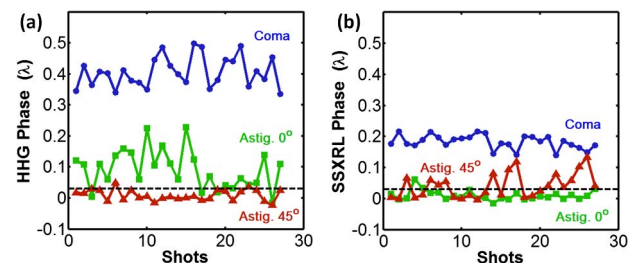 (a)
HHG Phase (λ)
0.5
0.4
0.3
0.2
0.1
0
-0.1
Coma
Astig. 0°
Astig. 45°
0 10 20 30
Shots
(b)
SSXRL Phase (λ)
0.5
0.4
0.3
0.2
0.1
0
-0.1
Coma
Astig. 45°
Astig. 0°
0 10 20 30
Shots